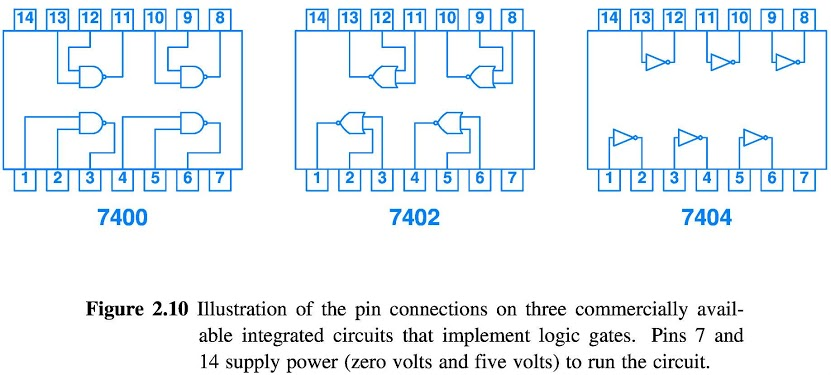 14 13 12 11 10 9 8
1 2 3 4 5 6 7
7400
14 13 12 11 10 9 8
1 2 3 4 5 6 7
7402
14 13 12 11 10 9 8
1 2 3 4 5 6 7
7404
Figure 2.10 Illustration of the pin connections on three commercially avail-
able integrated circuits that implement logic gates. Pins 7 and
14 supply power (zero volts and five volts) to run the circuit.